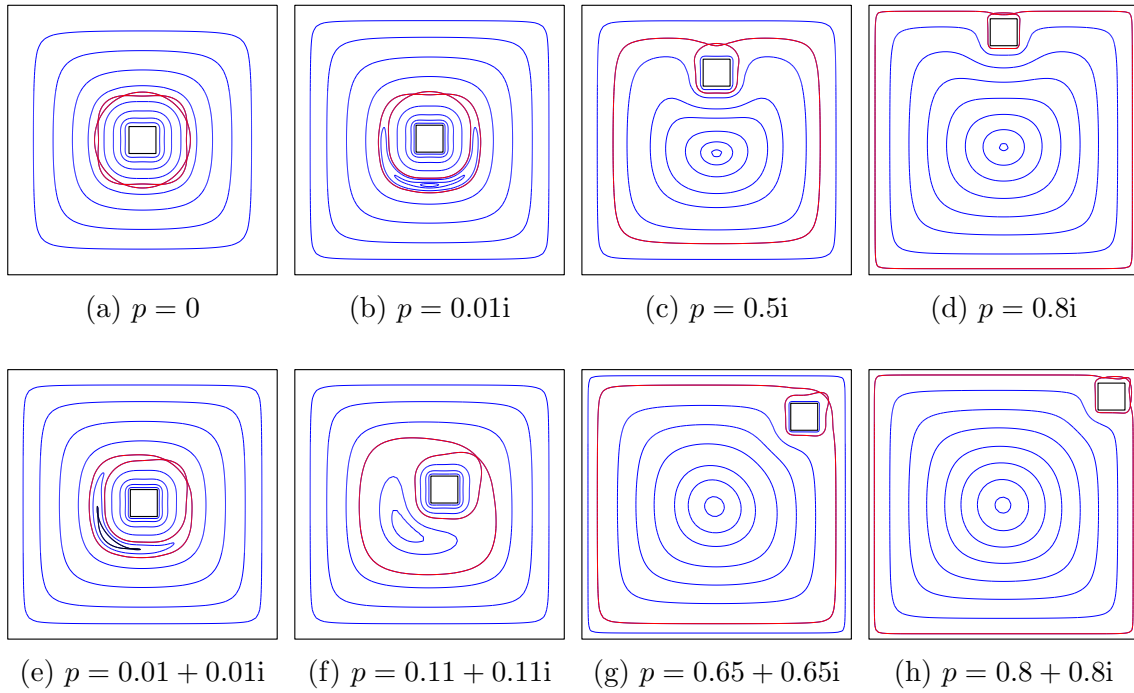 (a) p = 0
(b) p = 0.01i
(c) p = 0.5i
(d) p = 0.8i
(e) p = 0.01 + 0.01i
(f) p = 0.11 + 0.11i
(g) p = 0.65 + 0.65i
(h) p = 0.8 + 0.8i